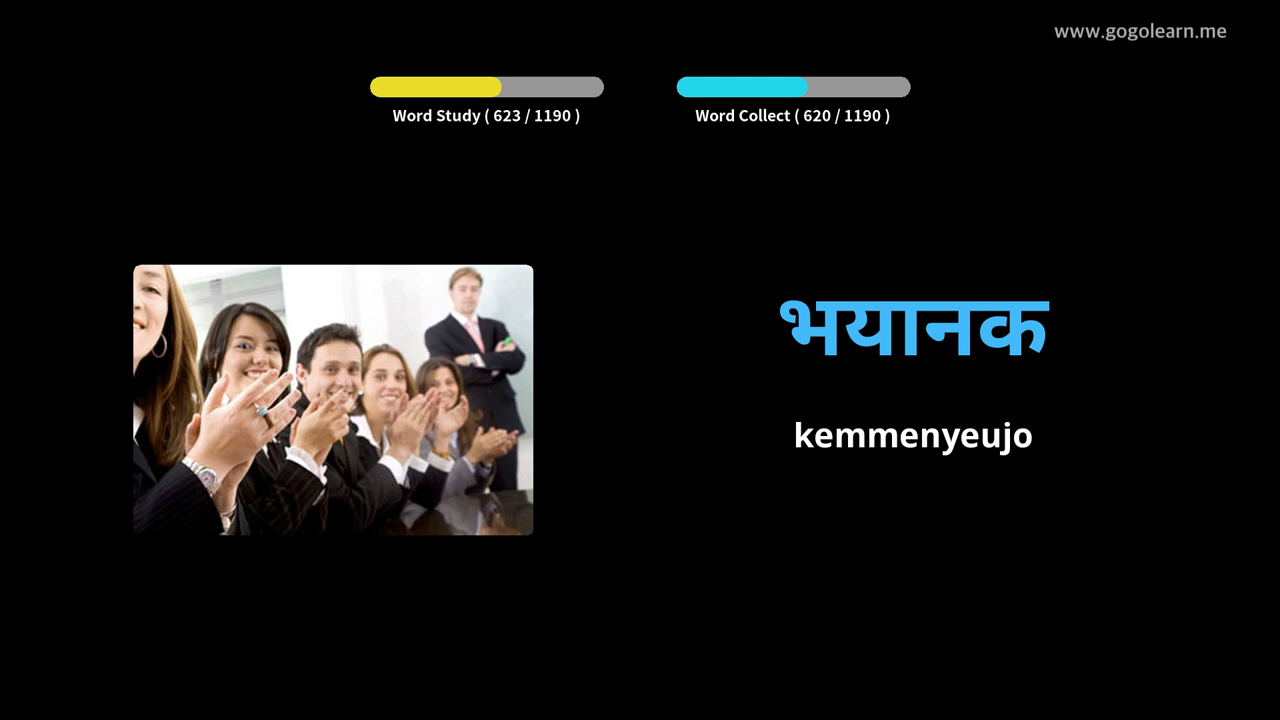 www.gogolearn.me
Word Study ( 623 / 1190 )
Word Collect ( 620 / 1190 )
भयानक
kemmenyeujo